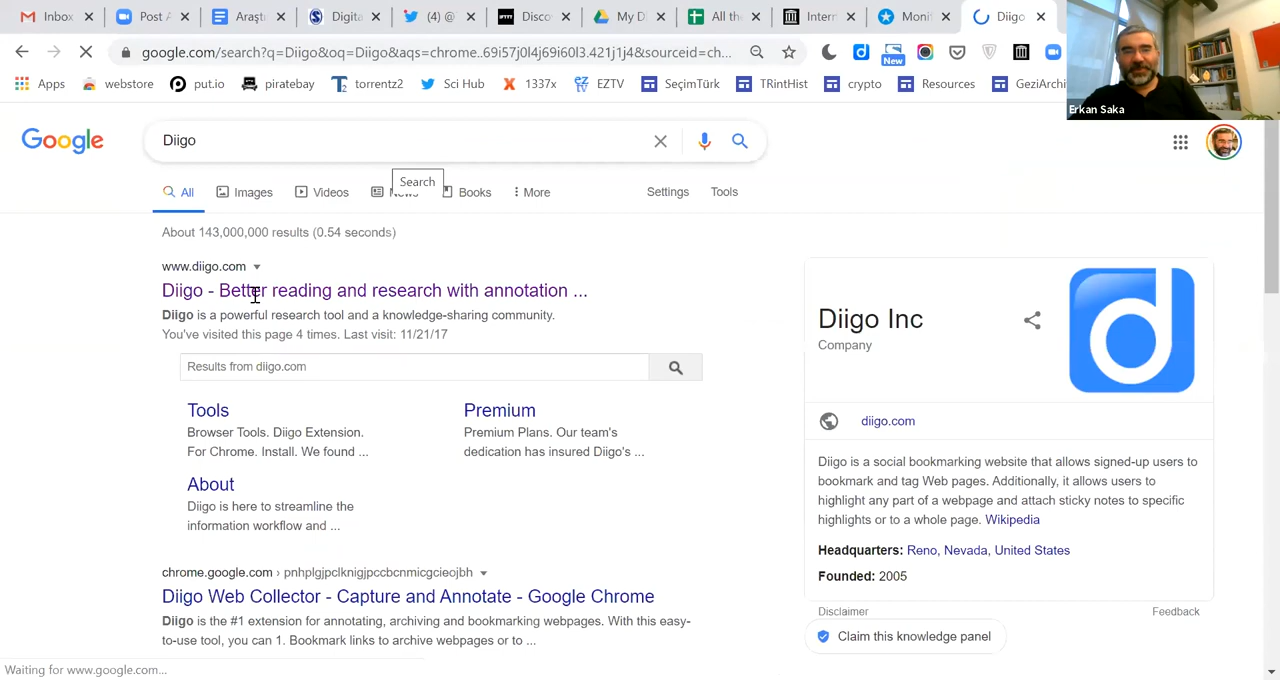 Inbox
Post A
Araştı
Digita
(4) @
IFTTT
Disco
My D
All the
Intern
Monit
Diigo
google.com/search?q=Diigo&oq=Diigo&aqs=chrome..69i57j0l4j69i60l3.421j1j4&sourceid=ch...
New
Apps
webstore
put.io
piratebay
torrentz2
Sci Hub
1337x
EZTV
SeçimTürk
TRintHist
crypto
Resources
GeziArchi
Erkan Saka
Google
Diigo
Search
All
Images
Videos
News
Books
More
Settings
Tools
About 143,000,000 results (0.54 seconds)
www.diigo.com
Diigo - Better reading and research with annotation ...
Diigo is a powerful research tool and a knowledge-sharing community.
You've visited this page 4 times. Last visit: 11/21/17
Results from diigo.com
Tools
Browser Tools. Diigo Extension.
For Chrome. Install. We found ...
Premium
Premium Plans. Our team's
dedication has insured Diigo's ...
About
Diigo is here to streamline the
information workflow and ...
chrome.google.com › pnhplgjpclknigjpccbcnmicgcieojbh
Diigo Web Collector - Capture and Annotate - Google Chrome
Diigo is the #1 extension for annotating, archiving and bookmarking webpages. With this easy-
to-use tool, you can 1. Bookmark links to archive webpages or to ...
Diigo Inc
Company
diigo.com
Diigo is a social bookmarking website that allows signed-up users to
bookmark and tag Web pages. Additionally, it allows users to
highlight any part of a webpage and attach sticky notes to specific
highlights or to a whole page. Wikipedia
Headquarters: Reno, Nevada, United States
Founded: 2005
Disclaimer
Feedback
Claim this knowledge panel
Waiting for www.google.com...